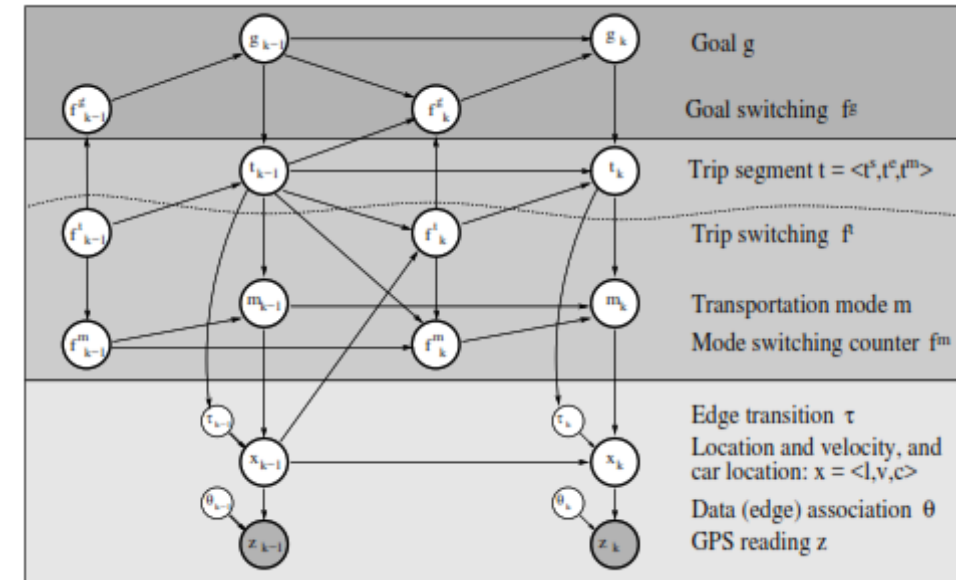 g k−1 g k Goal g
f g k−1 f g k Goal switching f g
t k−1 t k Trip segment t = <t s ,t e ,t m >
f t k−1 f t k Trip switching f t
m k−1 m k Transportation mode m
f m k−1 f m k Mode switching counter f m
τ k−1 τ k Edge transition τ
x k−1 x k Location and velocity, and
car location: x = <l,v,c>
θ k−1 θ k Data (edge) association θ
z k−1 z k GPS reading z